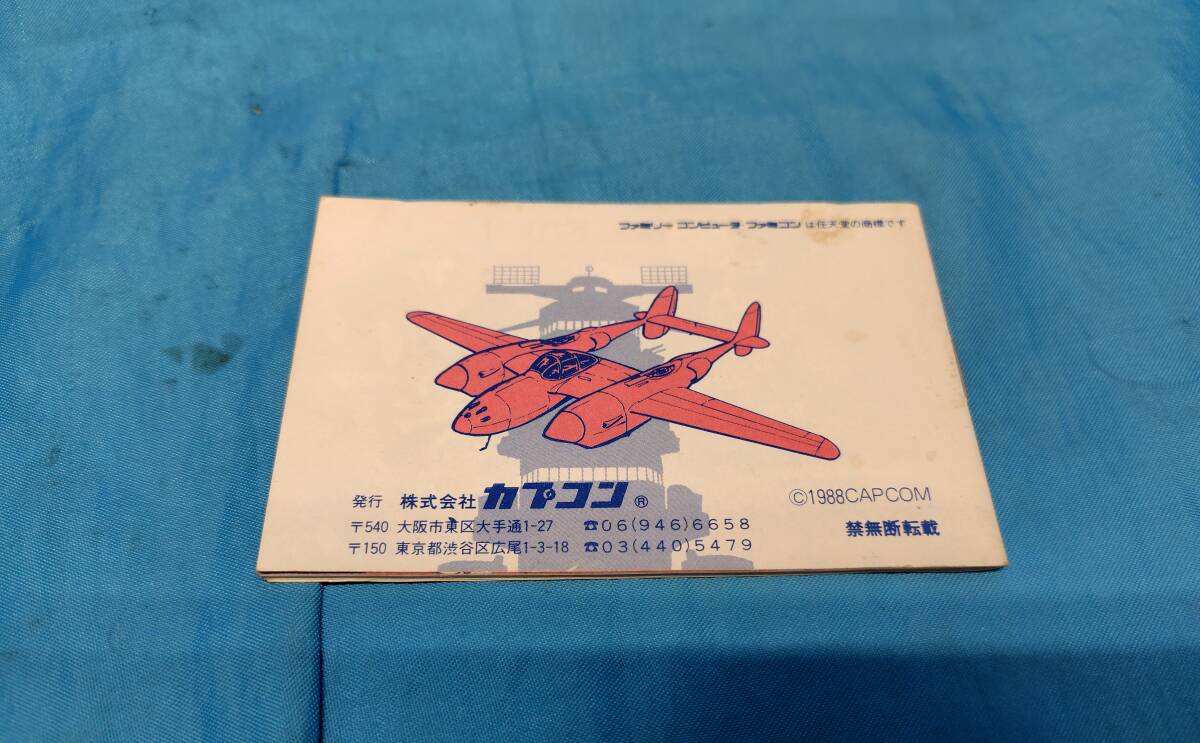 ファミリーコンピュータ・ファミコンは任天堂の商標です
発行 株式会社カプコン®
〒540 大阪市東区大手通1-27 ☎06(946)6658
〒150 東京都渋谷区広尾1-3-18 ☎03(440)5479
©1988CAPCOM
禁無断転載